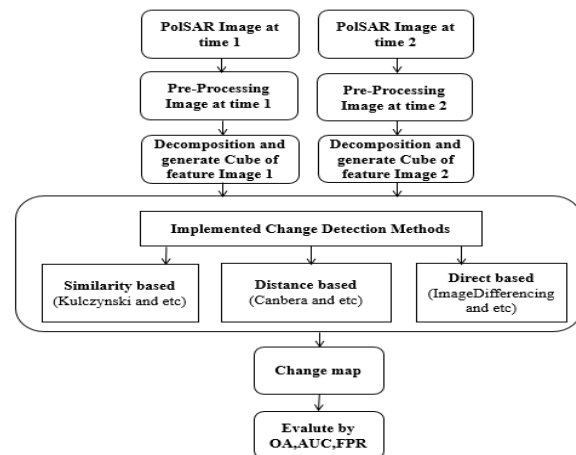 PolSAR Image at
time 1
PolSAR Image at
time 2
Pre-Processing
Image at time 1
Pre-Processing
Image at time 2
Decomposition and
generate Cube of
feature Image 1
Decomposition and
generate Cube of
feature Image 2
Implemented Change Detection Methods
Similarity based
(Kulczynski and etc)
Distance based
(Canbera and etc)
Direct based
(ImageDifferencing
and etc)
Change map
Evalute by
OA,AUC,FPR